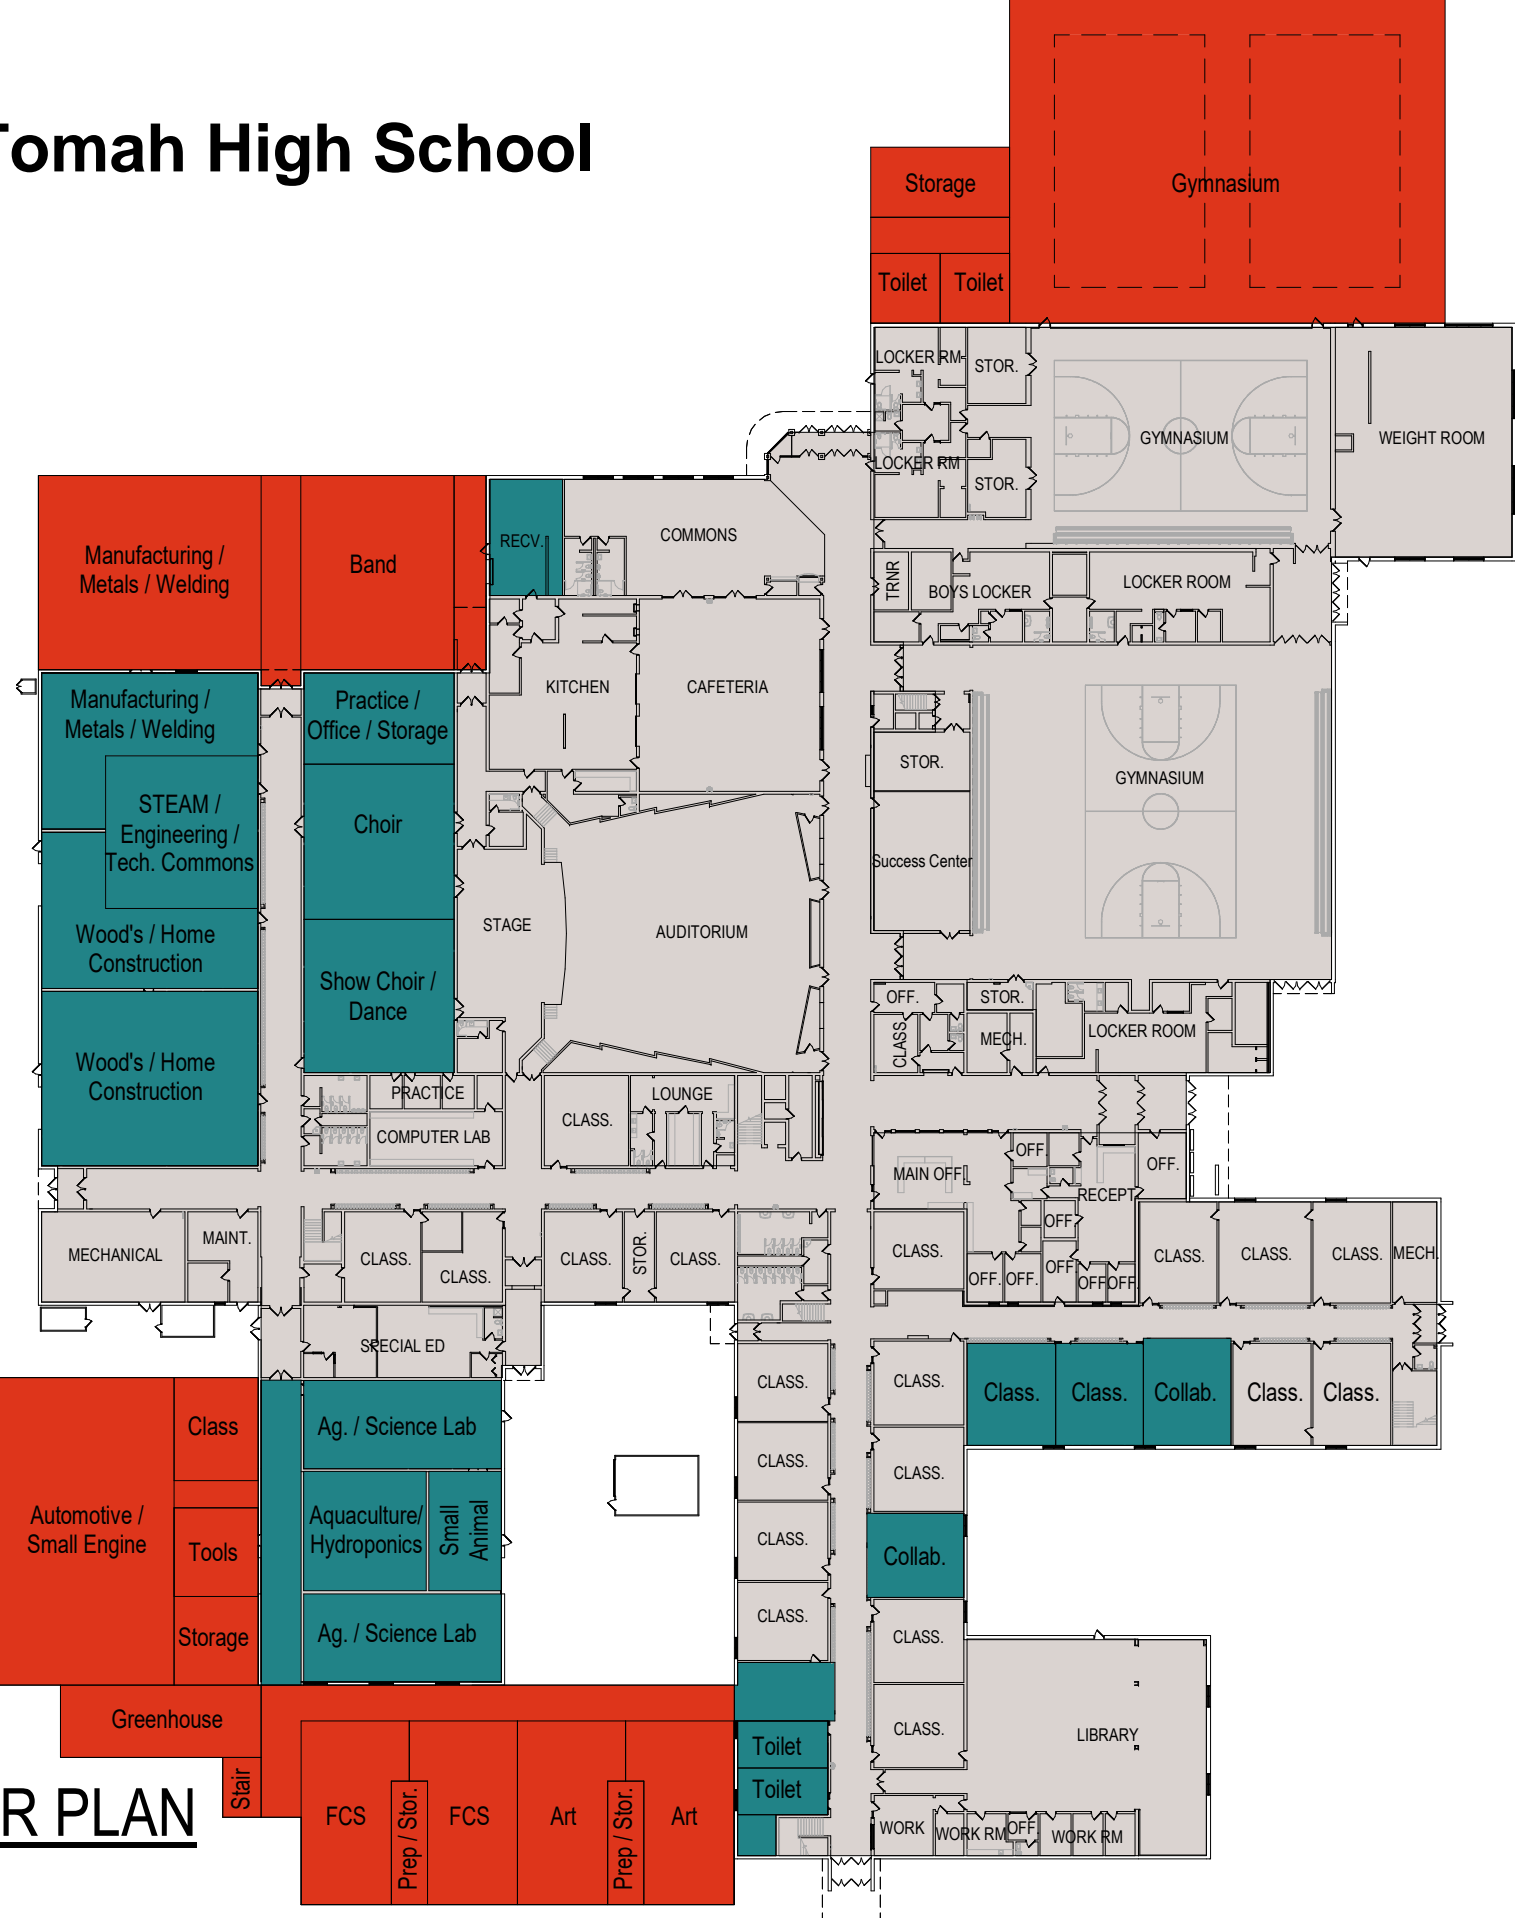 Tomah High School
Storage
Gymnasium
Toilet
Toilet
LOCKER RM
STOR.
GYMNASIUM
WEIGHT ROOM
LOCKER RM
STOR.
Manufacturing /
Metals / Welding
Band
RECV.
COMMONS
TRNR
BOYS LOCKER
LOCKER ROOM
Manufacturing /
Metals / Welding
Practice /
Office / Storage
KITCHEN
CAFETERIA
STOR.
GYMNASIUM
STEAM /
Engineering /
Tech. Commons
Choir
Success Center
Wood's / Home
Construction
STAGE
AUDITORIUM
Show Choir /
Dance
OFF.
STOR.
CLASS.
MECH.
LOCKER ROOM
Wood's / Home
Construction
PRACTICE
COMPUTER LAB
CLASS.
LOUNGE
MAIN OFF.
OFF.
OFF.
RECEPT
OFF.
MECHANICAL
MAINT.
CLASS.
CLASS.
CLASS.
STOR.
CLASS.
CLASS.
OFF.
OFF.
OFF.
OFF.
OFF.
CLASS.
CLASS.
CLASS.
MECH.
SPECIAL ED
CLASS.
CLASS.
Class.
Class.
Collab.
Class.
Class.
Class
Ag. / Science Lab
CLASS.
CLASS.
Automotive /
Small Engine
Tools
Aquaculture/
Hydroponics
Small
Animal
CLASS.
Collab.
Storage
Ag. / Science Lab
CLASS.
CLASS.
Greenhouse
CLASS.
LIBRARY
Toilet
Toilet
Stair
R PLAN
FCS
Prep / Stor.
FCS
Art
Prep / Stor.
Art
WORK
WORK RM
OFF.
WORK RM